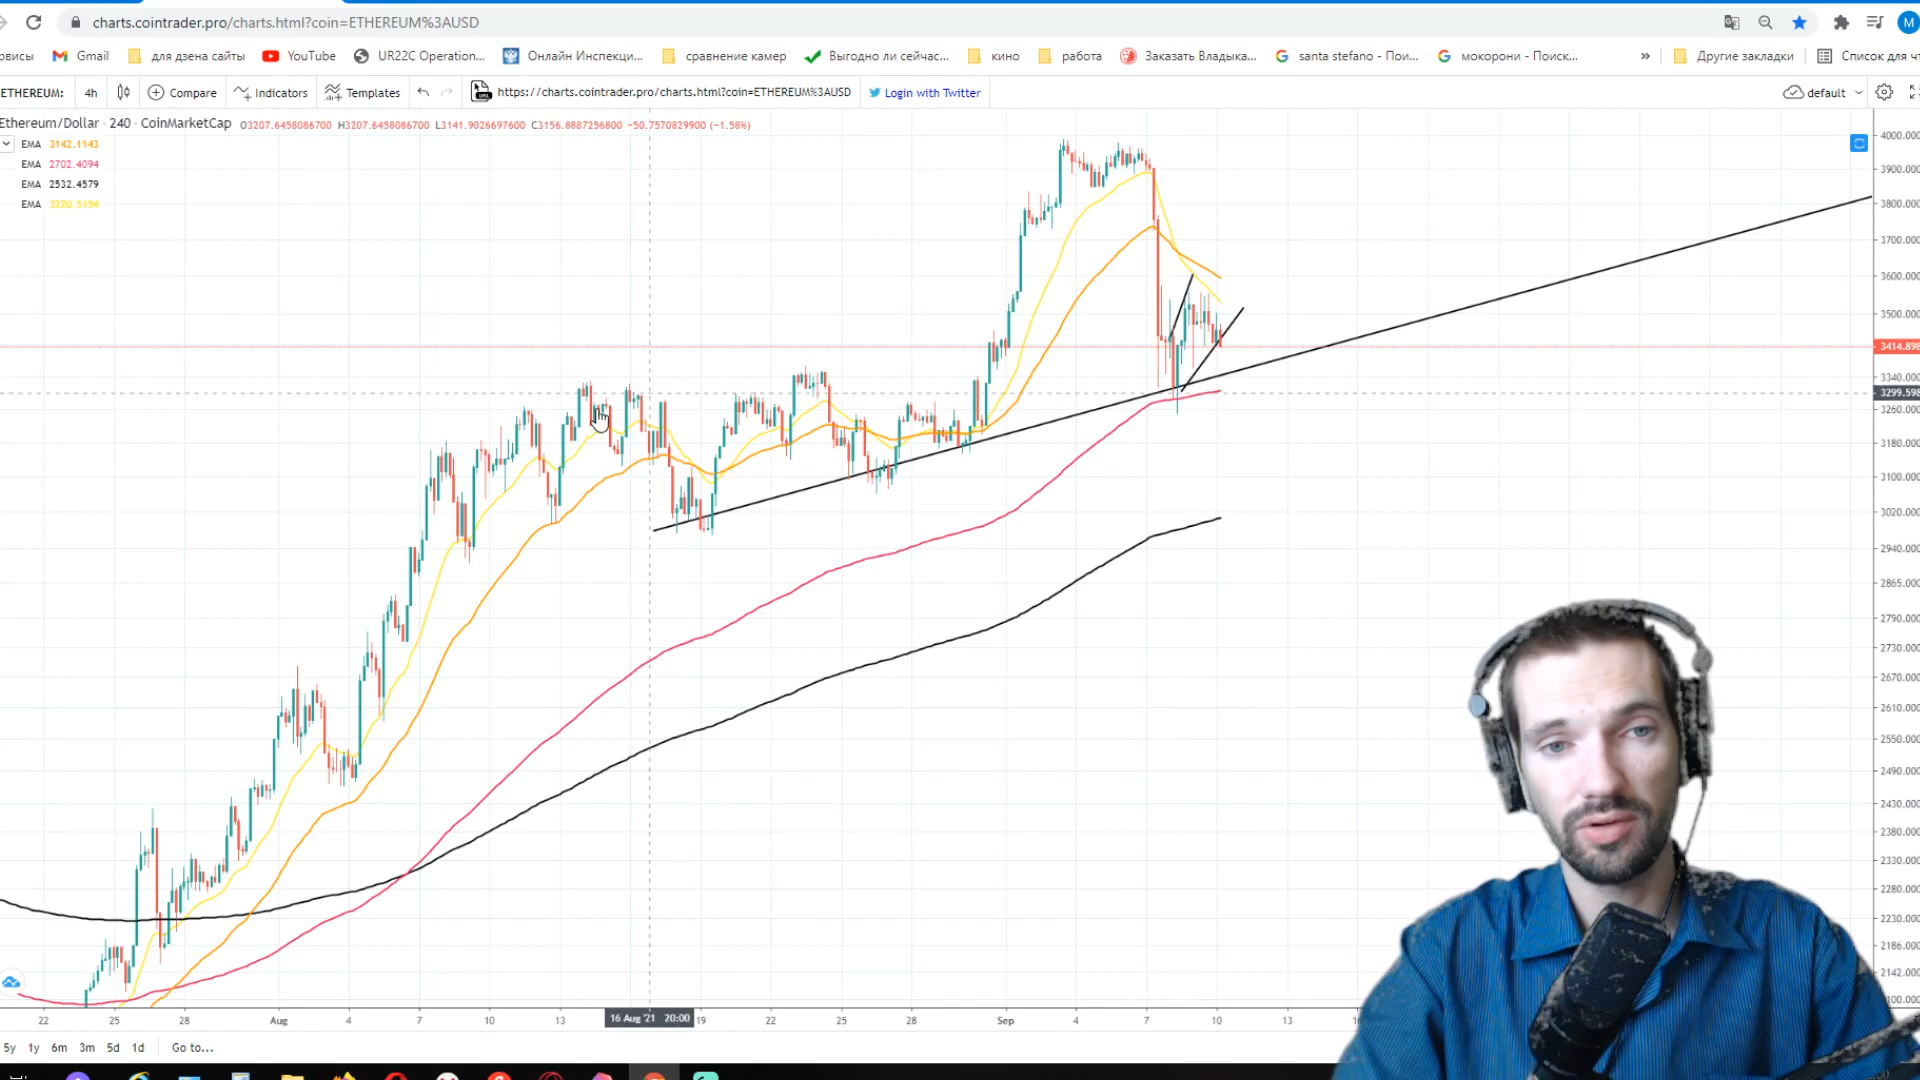 charts.cointrader.pro/charts.html?coin=ETHEREUM%3AUSD
M
рвисы Gmail для дзена сайты YouTube UR22C Operation... Онлайн Инспекци... сравнение камер Выгодно ли сейчас... кино работа Заказать Владыка... santa stefano - Пои... мокорони - Поиск... » Другие закладки Список для чт
ETHEREUM: 4h Compare Indicators Templates https://charts.cointrader.pro/charts.html?coin=ETHEREUM%3AUSD Login with Twitter default
Ethereum/Dollar · 240 · CoinMarketCap O3207.6458086700 H3207.6458086700 L3141.9026697600 C3156.8887256800 −50.7570829900 (−1.58%)
EMA 3142.1143
EMA 2702.4094
EMA 2532.4579
EMA 3220.5194
4000.000
3900.000
3800.000
3700.000
3600.000
3500.000
3414.898
3340.000
3299.598
3260.000
3180.000
3100.000
3020.000
2940.000
2865.000
2790.000
2730.000
2670.000
2610.000
2550.000
2490.000
2430.000
2380.000
2330.000
2280.000
2230.000
2186.000
2142.000
100.000
22 25 28 Aug 4 7 10 13 16 Aug '21 20:00 19 22 25 28 Sep 4 7 10 13
5y 1y 6m 3m 5d 1d Go to...